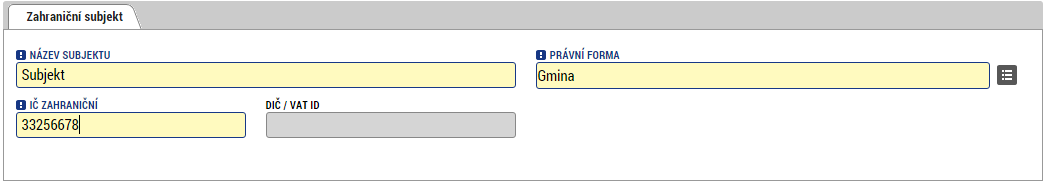 Zahraniční subjekt
NÁZEV SUBJEKTU
PRÁVNÍ FORMA
Subjekt
Gmina
IČ ZAHRANIČNÍ
DIČ / VAT ID
33256678